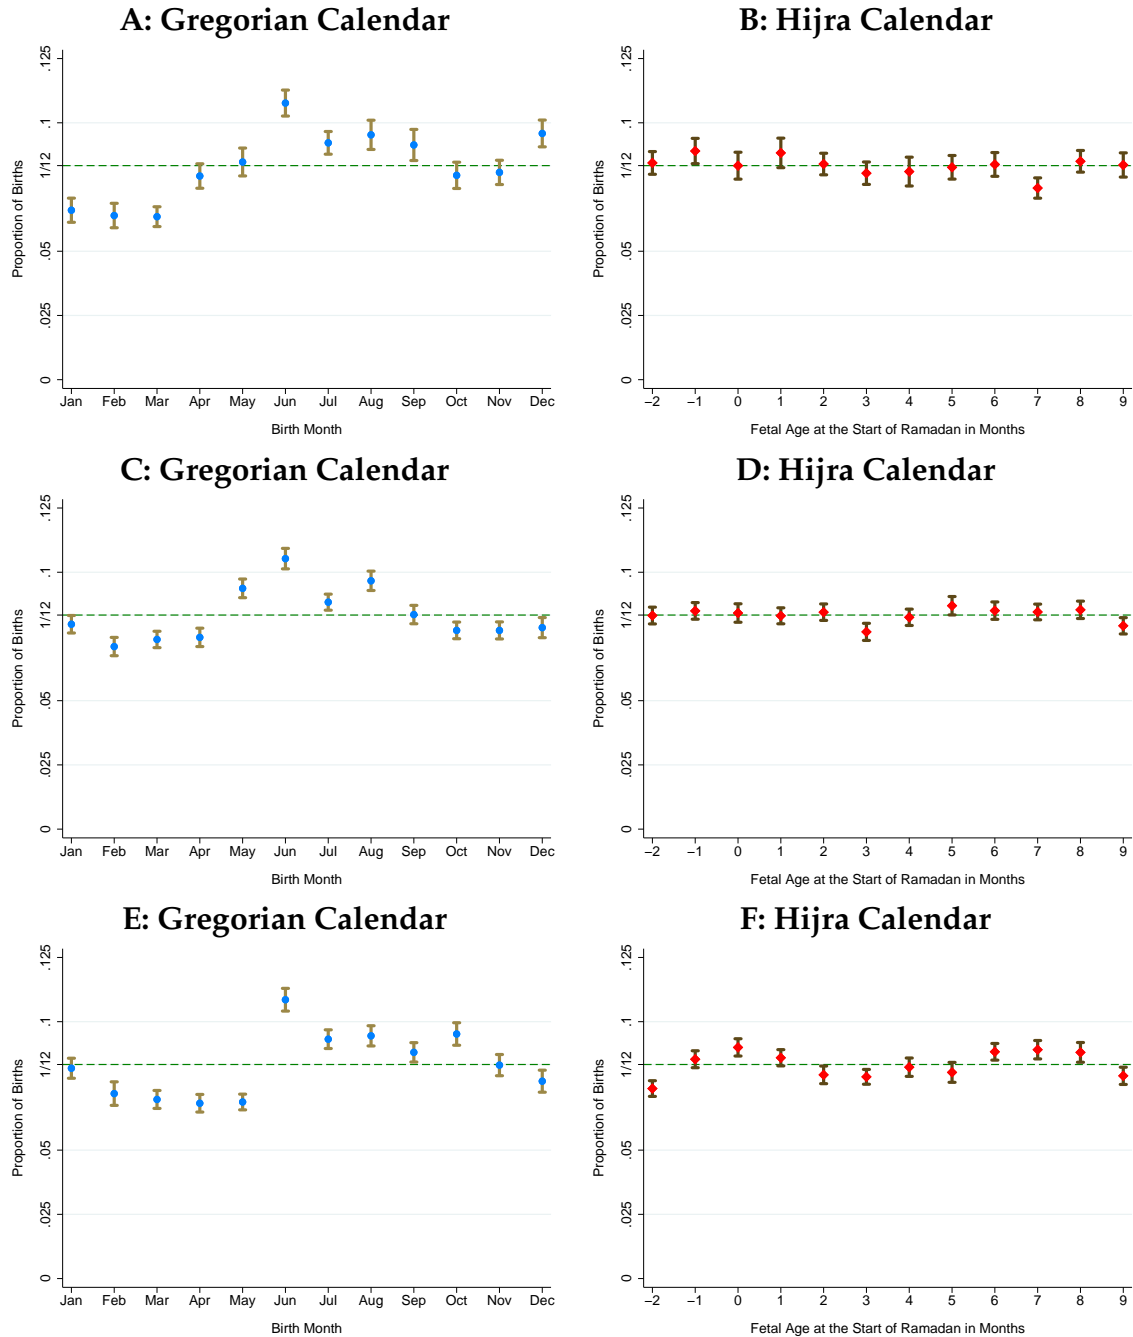 A: Gregorian Calendar
Proportion of Births
.125
.1
1/12
.05
.025
0
Jan Feb Mar Apr May Jun Jul Aug Sep Oct Nov Dec
Birth Month
B: Hijra Calendar
Proportion of Births
.125
.1
1/12
.05
.025
0
−2 −1 0 1 2 3 4 5 6 7 8 9
Fetal Age at the Start of Ramadan in Months
C: Gregorian Calendar
Proportion of Births
.125
.1
1/12
.05
.025
0
Jan Feb Mar Apr May Jun Jul Aug Sep Oct Nov Dec
Birth Month
D: Hijra Calendar
Proportion of Births
.125
.1
1/12
.05
.025
0
−2 −1 0 1 2 3 4 5 6 7 8 9
Fetal Age at the Start of Ramadan in Months
E: Gregorian Calendar
Proportion of Births
.125
.1
1/12
.05
.025
0
Jan Feb Mar Apr May Jun Jul Aug Sep Oct Nov Dec
Birth Month
F: Hijra Calendar
Proportion of Births
.125
.1
1/12
.05
.025
0
−2 −1 0 1 2 3 4 5 6 7 8 9
Fetal Age at the Start of Ramadan in Months